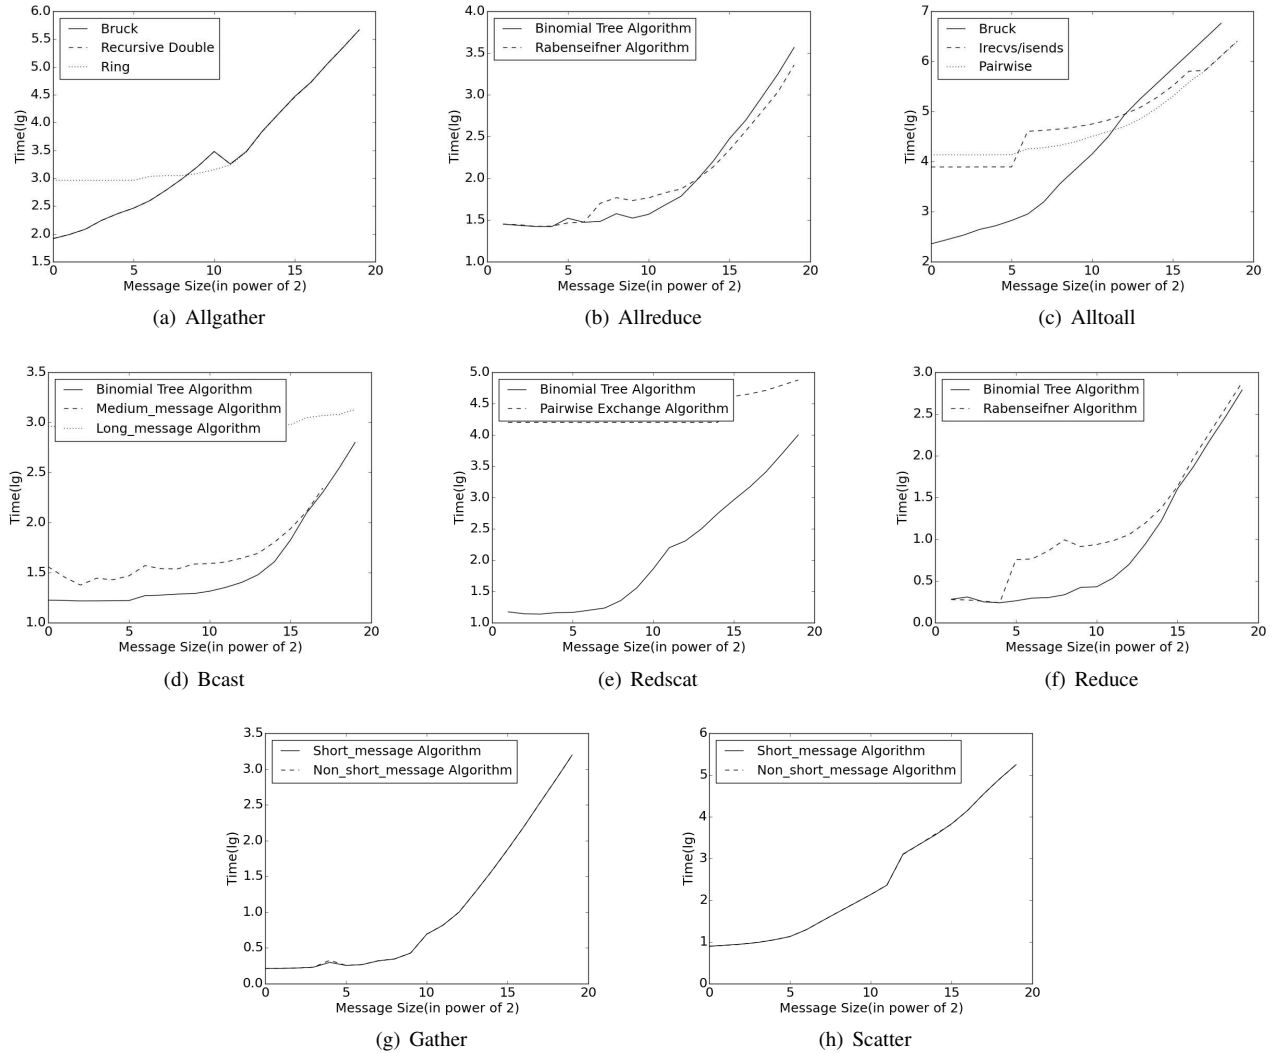 6.0
5.5
5.0
4.5
4.0
3.5
3.0
2.5
2.0
1.5
Time(lg)
Bruck
Recursive Double
Ring
0 5 10 15 20
Message Size(in power of 2)
(a) Allgather
4.0
3.5
3.0
2.5
2.0
1.5
1.0
Time(lg)
Binomial Tree Algorithm
Rabenseifner Algorithm
0 5 10 15 20
Message Size(in power of 2)
(b) Allreduce
7
6
5
4
3
2
Time(lg)
Bruck
Irecvs/isends
Pairwise
0 5 10 15 20
Message Size(in power of 2)
(c) Alltoall
3.5
3.0
2.5
2.0
1.5
1.0
Time(lg)
Binomial Tree Algorithm
Medium_message Algorithm
Long_message Algorithm
0 5 10 15 20
Message Size(in power of 2)
(d) Bcast
5.0
4.5
4.0
3.5
3.0
2.5
2.0
1.5
1.0
Time(lg)
Binomial Tree Algorithm
Pairwise Exchange Algorithm
0 5 10 15 20
Message Size(in power of 2)
(e) Redscat
3.0
2.5
2.0
1.5
1.0
0.5
0.0
Time(lg)
Binomial Tree Algorithm
Rabenseifner Algorithm
0 5 10 15 20
Message Size(in power of 2)
(f) Reduce
3.5
3.0
2.5
2.0
1.5
1.0
0.5
0.0
Time(lg)
Short_message Algorithm
Non_short_message Algorithm
0 5 10 15 20
Message Size(in power of 2)
(g) Gather
6
5
4
3
2
1
0
Time(lg)
Short_message Algorithm
Non_short_message Algorithm
0 5 10 15 20
Message Size(in power of 2)
(h) Scatter